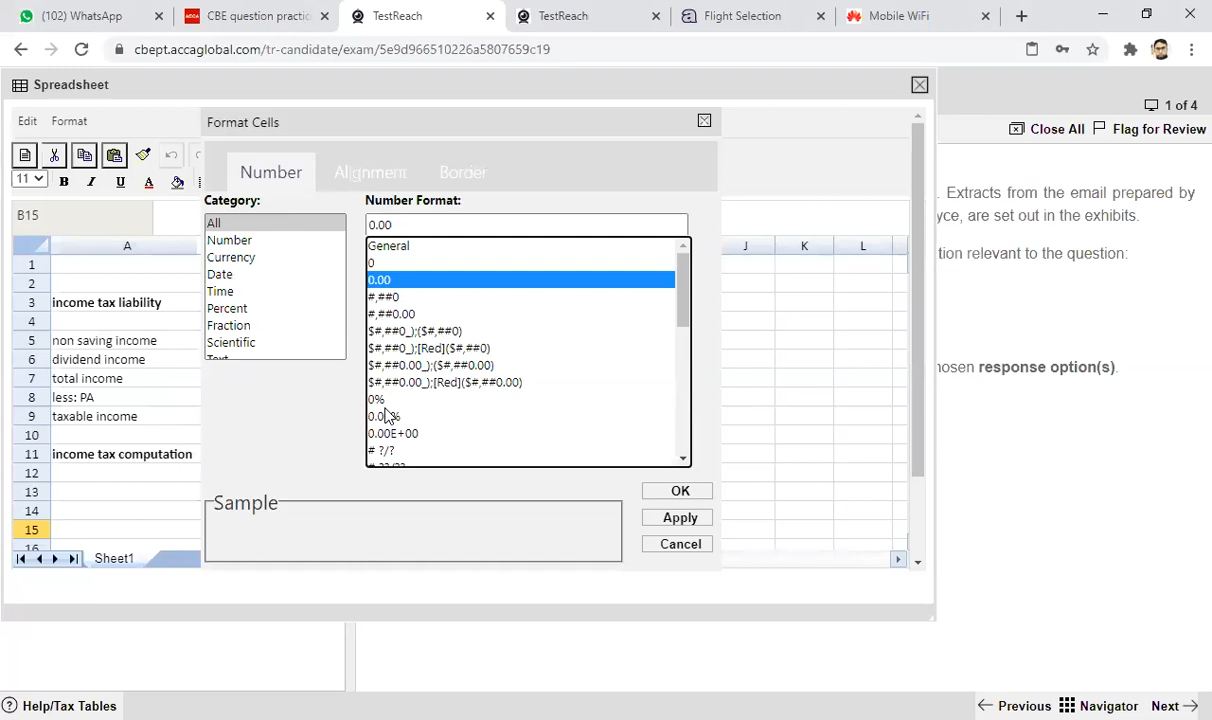 (102) WhatsApp
CBE question practic
TestReach
TestReach
Flight Selection
Mobile WiFi
cbept.accaglobal.com/tr-candidate/exam/5e9d966510226a5807659c19
Spreadsheet
1 of 4
Edit Format
Format Cells
Close All
Flag for Review
11
B I U A
Number Alignment Border
Category:
Number Format:
B15
All
Number
Currency
Date
Time
Percent
Fraction
Scientific
Text
0.00
General
0
0.00
#,##0
#,##0.00
$#,##0_);($#,##0)
$#,##0_);[Red]($#,##0)
$#,##0.00_);($#,##0.00)
$#,##0.00_);[Red]($#,##0.00)
0%
0.00%
0.00E+00
# ?/?
# ??/??
A
J K L
1
2
3 income tax liability
4
5 non saving income
6 dividend income
7 total income
8 less: PA
9 taxable income
10
11 income tax computation
12
13
14
15
16
Sheet1
Sample
OK
Apply
Cancel
. Extracts from the email prepared by
yce, are set out in the exhibits.
tion relevant to the question:
hosen response option(s).
Help/Tax Tables
Previous
Navigator
Next